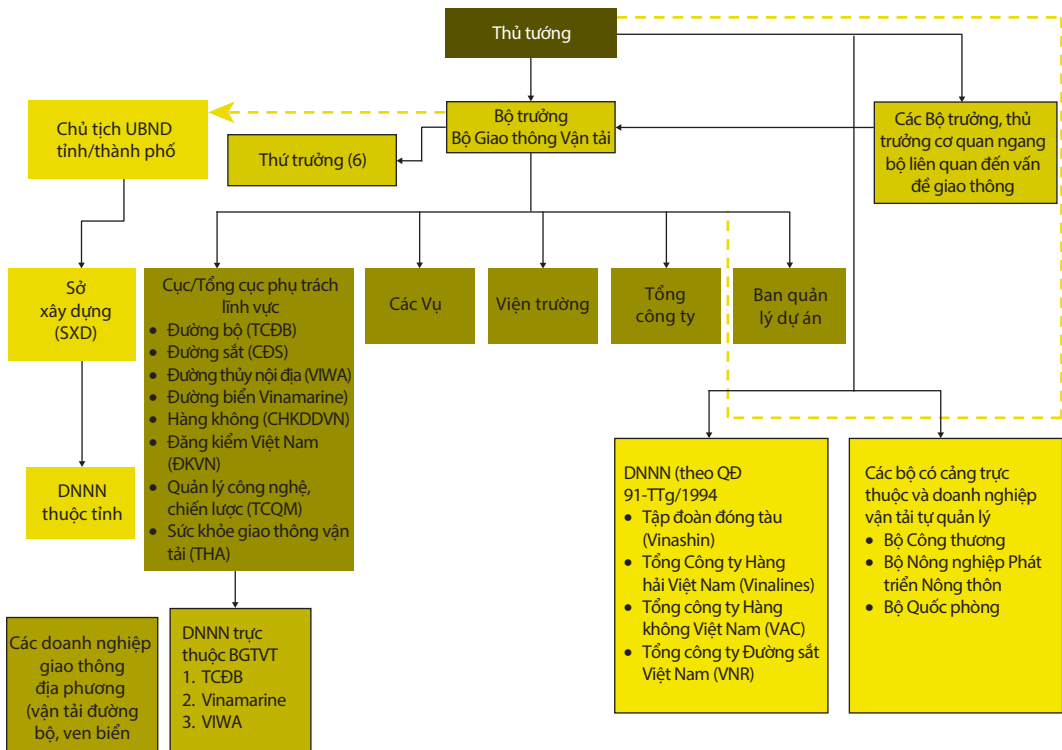 Thủ tướng
Chủ tịch UBND
tỉnh/thành phố
Bộ trưởng
Bộ Giao thông Vận tải
Thứ trưởng (6)
Các Bộ trưởng, thủ
trưởng cơ quan ngang
bộ liên quan đến vấn
đề giao thông
Sở
xây dựng
(SXD)
Cục/Tổng cục phụ trách
lĩnh vực
• Đường bộ (TCĐB)
• Đường sắt (CĐS)
• Đường thủy nội địa (VIWA)
• Đường biển Vinamarine)
• Hàng không (CHKDDVN)
• Đăng kiểm Việt Nam
(ĐKVN)
• Quản lý công nghệ,
chiến lược (TCQM)
• Sức khỏe giao thông vận
tải (THA)
Các Vụ
Viện trường
Tổng
công ty
Ban quản
lý dự án
DNNN
thuộc tỉnh
DNNN (theo QĐ
91-TTg/1994
• Tập đoàn đóng tàu
(Vinashin)
• Tổng Công ty Hàng
hải Việt Nam (Vinalines)
• Tổng công ty Hàng
không Việt Nam (VAC)
• Tổng công ty Đường sắt
Việt Nam (VNR)
Các bộ có cảng trực
thuộc và doanh nghiệp
vận tải tự quản lý
• Bộ Công thương
• Bộ Nông nghiệp Phát
triển Nông thôn
• Bộ Quốc phòng
Các doanh nghiệp
giao thông
địa phương
(vận tải đường
bộ, ven biển
DNNN trực
thuộc BGTVT
1. TCĐB
2. Vinamarine
3. VIWA